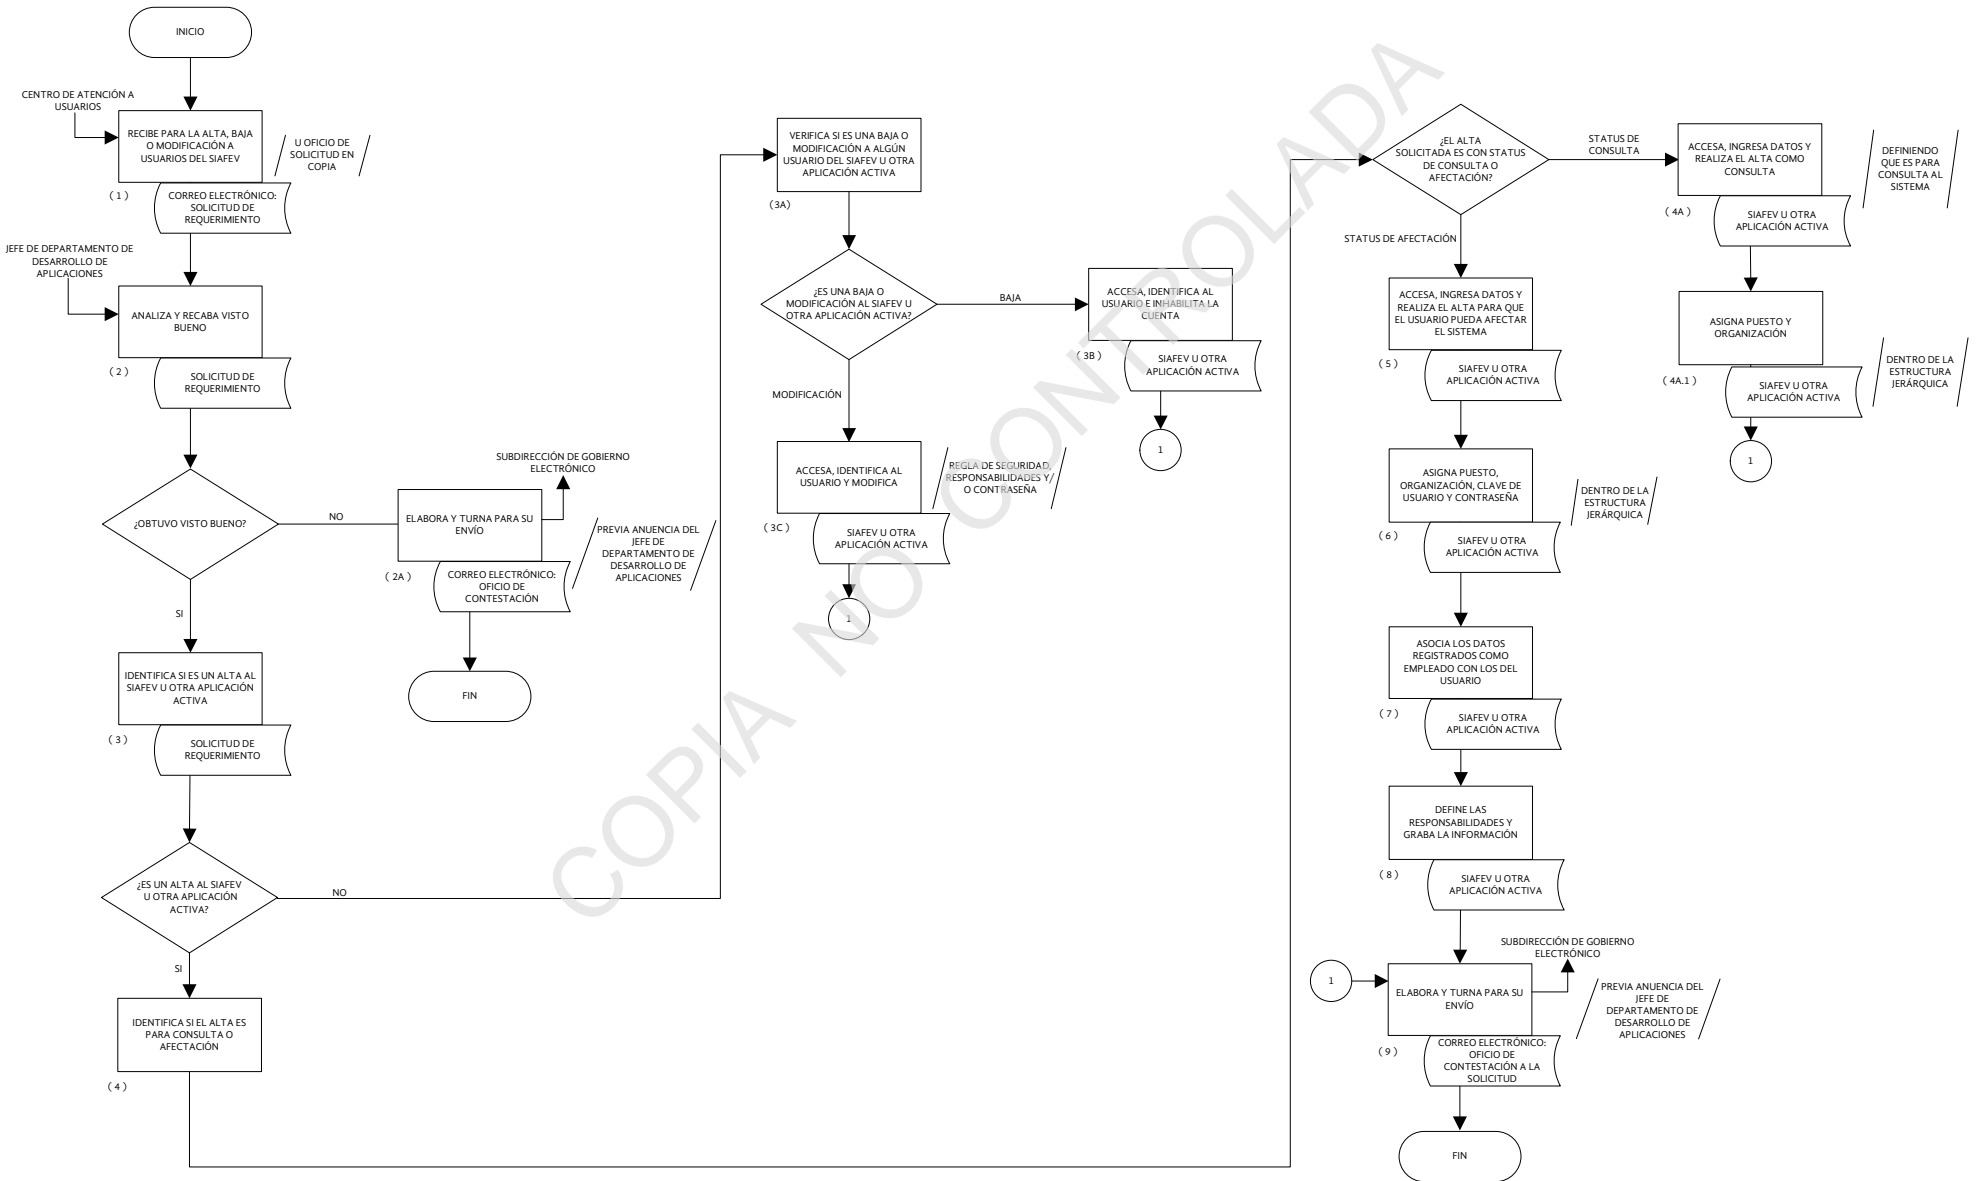 INICIO
CENTRO DE ATENCIÓN A
USUARIOS
RECIBE PARA LA ALTA, BAJA
O MODIFICACIÓN A
USUARIOS DEL SIAFEV
U OFICIO DE
SOLICITUD EN
COPIA
( 1 )
CORREO ELECTRÓNICO:
SOLICITUD DE
REQUERIMIENTO
JEFE DE DEPARTAMENTO DE
DESARROLLO DE
APLICACIONES
ANALIZA Y RECABA VISTO
BUENO
( 2 )
SOLICITUD DE
REQUERIMIENTO
¿OBTUVO VISTO BUENO?
NO
SUBDIRECCIÓN DE GOBIERNO
ELECTRÓNICO
ELABORA Y TURNA PARA SU
ENVÍO
PREVIA ANUENCIA DEL
JEFE DE
DEPARTAMENTO DE
DESARROLLO DE
APLICACIONES
( 2A )
CORREO ELECTRÓNICO:
OFICIO DE
CONTESTACIÓN
FIN
SI
IDENTIFICA SI ES UN ALTA AL
SIAFEV U OTRA APLICACIÓN
ACTIVA
( 3 )
SOLICITUD DE
REQUERIMIENTO
¿ES UN ALTA AL SIAFEV
U OTRA APLICACIÓN
ACTIVA?
NO
SI
IDENTIFICA SI EL ALTA ES
PARA CONSULTA O
AFECTACIÓN
( 4 )
VERIFICA SI ES UNA BAJA O
MODIFICACIÓN A ALGÚN
USUARIO DEL SIAFEV U OTRA
APLICACIÓN ACTIVA
(3A)
¿ES UNA BAJA O
MODIFICACIÓN AL SIAFEV U
OTRA APLICACIÓN ACTIVA?
BAJA
ACCESA, IDENTIFICA AL
USUARIO E INHABILITA LA
CUENTA
( 3B )
SIAFEV U OTRA
APLICACIÓN ACTIVA
1
MODIFICACIÓN
ACCESA, IDENTIFICA AL
USUARIO Y MODIFICA
REGLA DE SEGURIDAD,
RESPONSABILIDADES Y/
O CONTRASEÑA
( 3C )
SIAFEV U OTRA
APLICACIÓN ACTIVA
1
¿EL ALTA
SOLICITADA ES CON STATUS
DE CONSULTA O
AFECTACIÓN?
STATUS DE
CONSULTA
ACCESA, INGRESA DATOS Y
REALIZA EL ALTA COMO
CONSULTA
DEFINIENDO
QUE ES PARA
CONSULTA AL
SISTEMA
( 4A )
SIAFEV U OTRA
APLICACIÓN ACTIVA
ASIGNA PUESTO Y
ORGANIZACIÓN
DENTRO DE LA
ESTRUCTURA
JERÁRQUICA
( 4A.1 )
SIAFEV U OTRA
APLICACIÓN ACTIVA
1
STATUS DE AFECTACIÓN
ACCESA, INGRESA DATOS Y
REALIZA EL ALTA PARA QUE
EL USUARIO PUEDA AFECTAR
EL SISTEMA
( 5 )
SIAFEV U OTRA
APLICACIÓN ACTIVA
ASIGNA PUESTO,
ORGANIZACIÓN, CLAVE DE
USUARIO Y CONTRASEÑA
DENTRO DE LA
ESTRUCTURA
JERÁRQUICA
( 6 )
SIAFEV U OTRA
APLICACIÓN ACTIVA
ASOCIA LOS DATOS
REGISTRADOS COMO
EMPLEADO CON LOS DEL
USUARIO
( 7 )
SIAFEV U OTRA
APLICACIÓN ACTIVA
DEFINE LAS
RESPONSABILIDADES Y
GRABA LA INFORMACIÓN
( 8 )
SIAFEV U OTRA
APLICACIÓN ACTIVA
SUBDIRECCIÓN DE GOBIERNO
ELECTRÓNICO
1
ELABORA Y TURNA PARA SU
ENVÍO
PREVIA ANUENCIA DEL
JEFE DE
DEPARTAMENTO DE
DESARROLLO DE
APLICACIONES
( 9 )
CORREO ELECTRÓNICO:
OFICIO DE
CONTESTACIÓN A LA
SOLICITUD
FIN
COPIA NO CONTROLADA